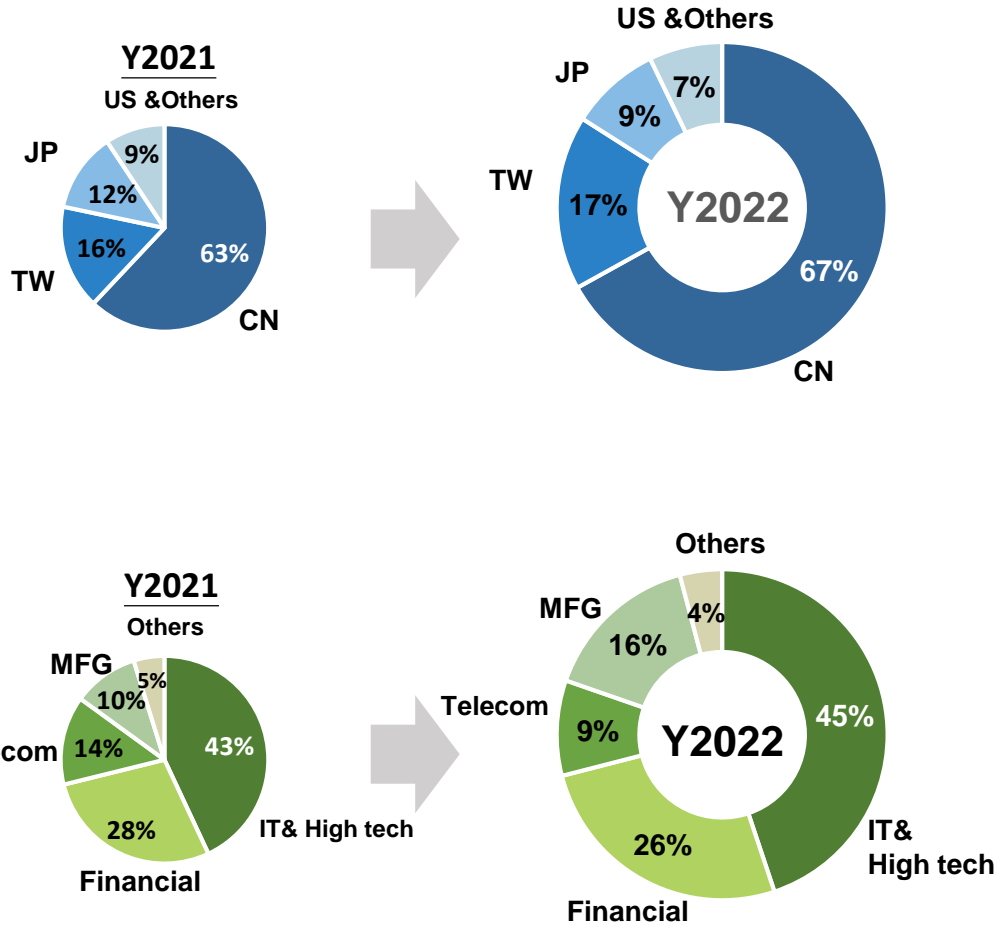 Y2021
US &Others
JP
9%
12%
TW
16%
63%
CN
US &Others
JP
7%
9%
TW
17%
Y2022
67%
CN
Y2021
Others
MFG
5%
10%
com
14%
43%
28%
IT& High tech
Financial
Others
MFG
4%
16%
Telecom
9%
45%
Y2022
26%
IT&
High tech
Financial